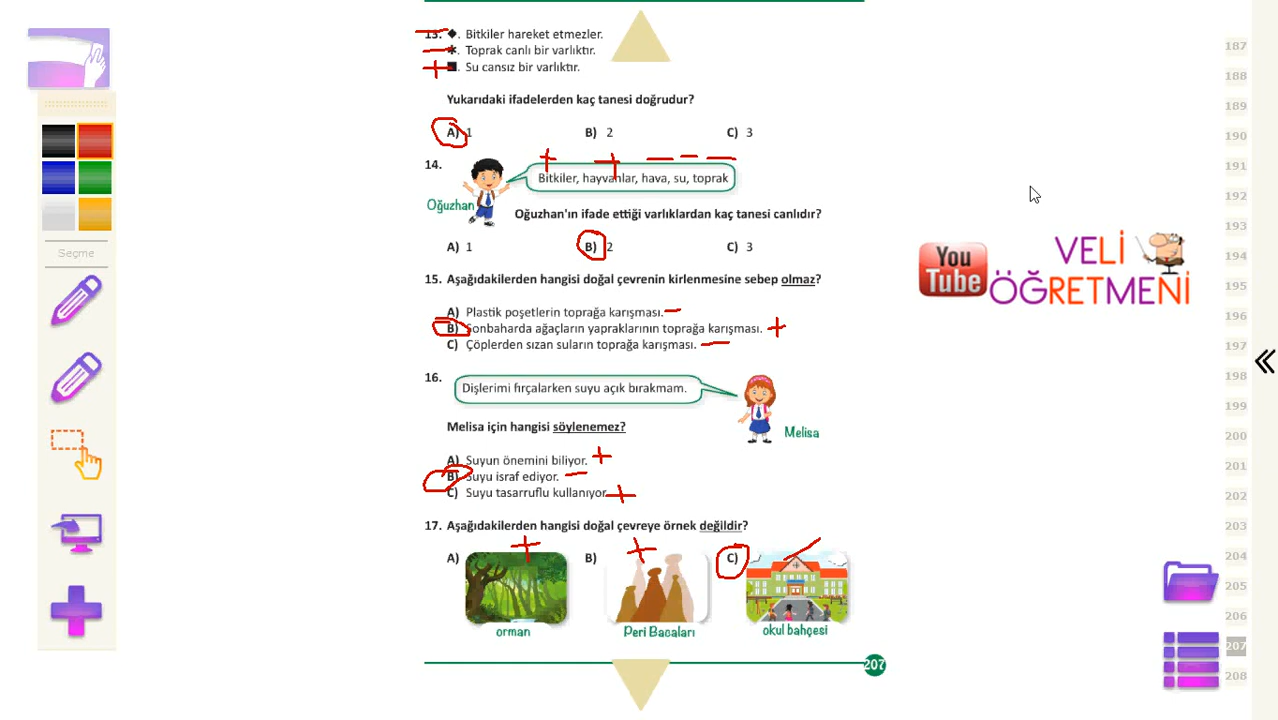 13. ◆. Bitkiler hareket etmezler.
✱. Toprak canlı bir varlıktır.
■. Su cansız bir varlıktır.
Yukarıdaki ifadelerden kaç tanesi doğrudur?
A) 1 B) 2 C) 3
14.
Bitkiler, hayvanlar, hava, su, toprak
Oğuzhan
Oğuzhan'ın ifade ettiği varlıklardan kaç tanesi canlıdır?
A) 1 B) 2 C) 3
15. Aşağıdakilerden hangisi doğal çevrenin kirlenmesine sebep olmaz?
A) Plastik poşetlerin toprağa karışması.
B) Sonbaharda ağaçların yapraklarının toprağa karışması.
C) Çöplerden sızan suların toprağa karışması.
16.
Dişlerimi fırçalarken suyu açık bırakmam.
Melisa
Melisa için hangisi söylenemez?
A) Suyun önemini biliyor.
B) Suyu israf ediyor.
C) Suyu tasarruflu kullanıyor.
17. Aşağıdakilerden hangisi doğal çevreye örnek değildir?
A) B) C)
orman Peri Bacaları okul bahçesi
207
Seçme
You
Tube
VELİ
ÖĞRETMENİ
187
188
189
190
191
192
193
194
195
196
197
198
199
200
201
202
203
204
205
206
207
208